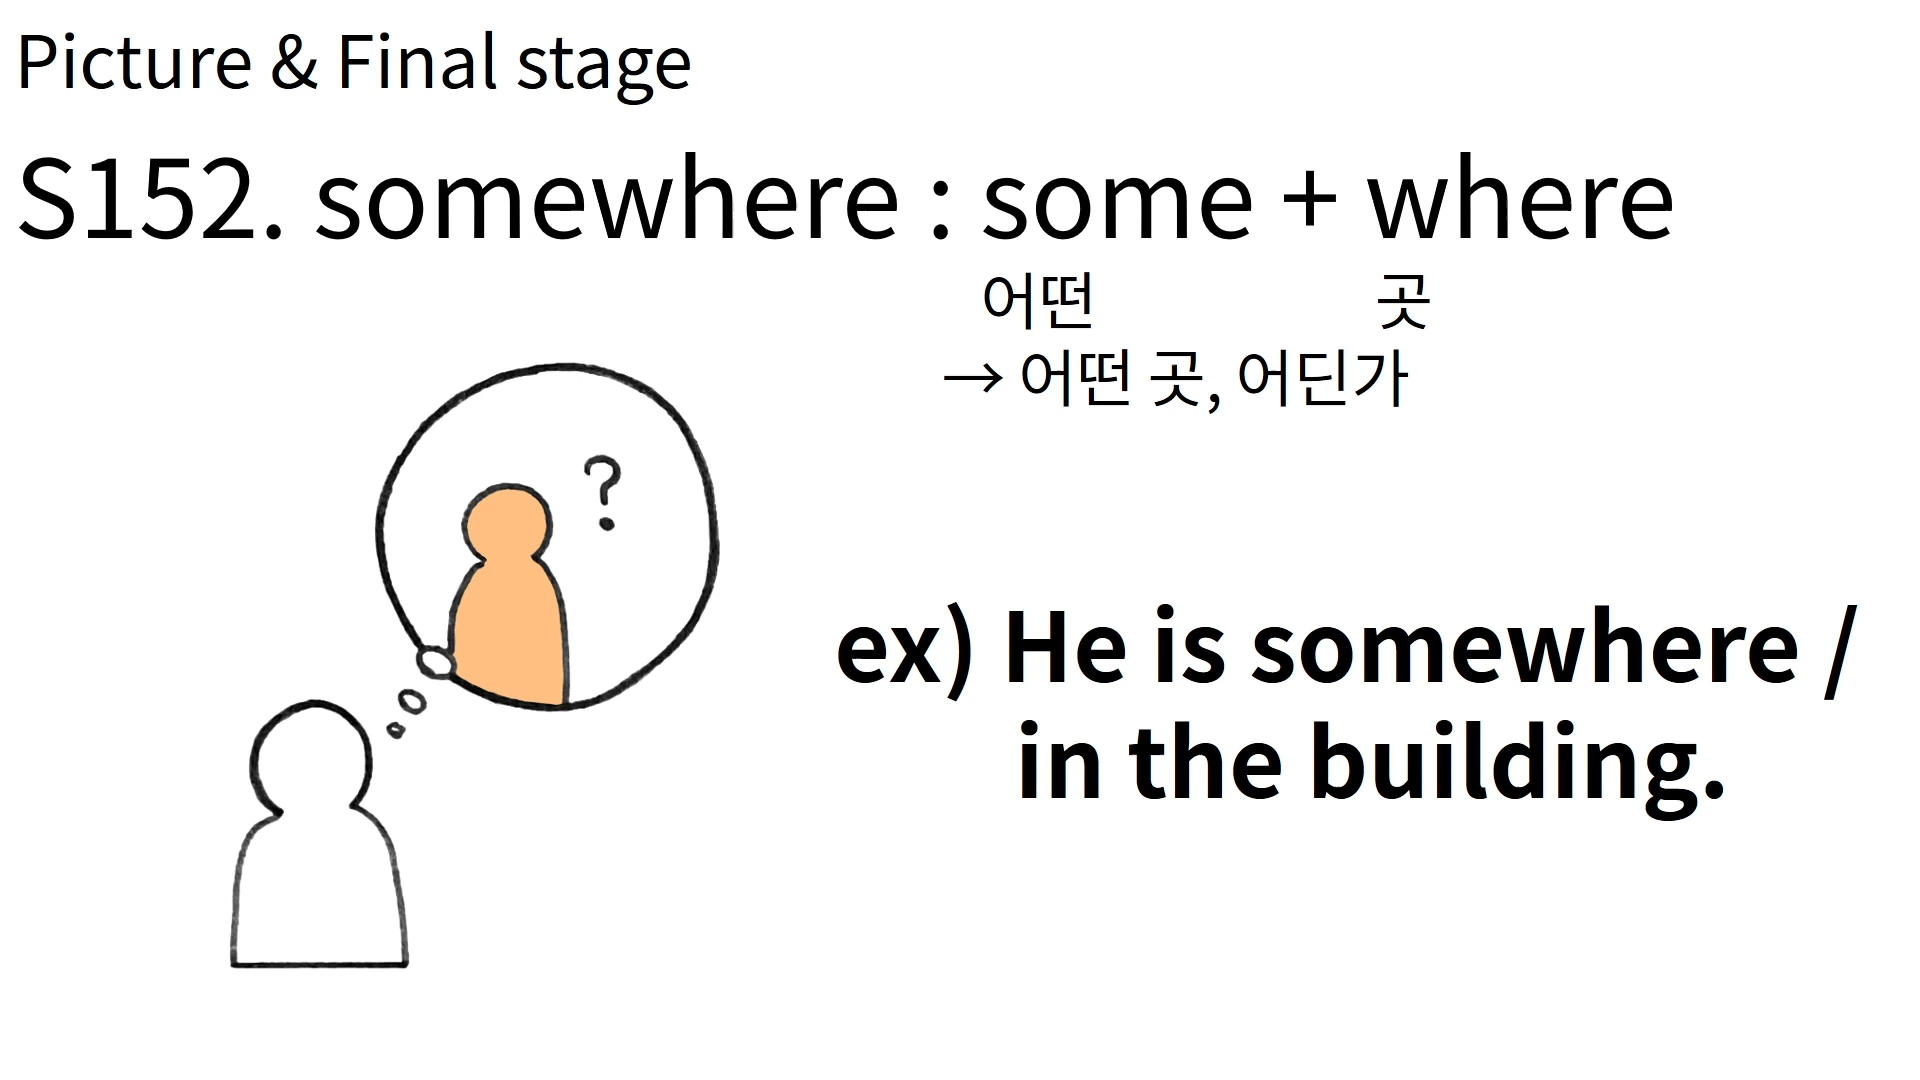 Picture & Final stage
S152. somewhere : some + where
어떤 곳
→ 어떤 곳, 어딘가
?
ex) He is somewhere /
in the building.